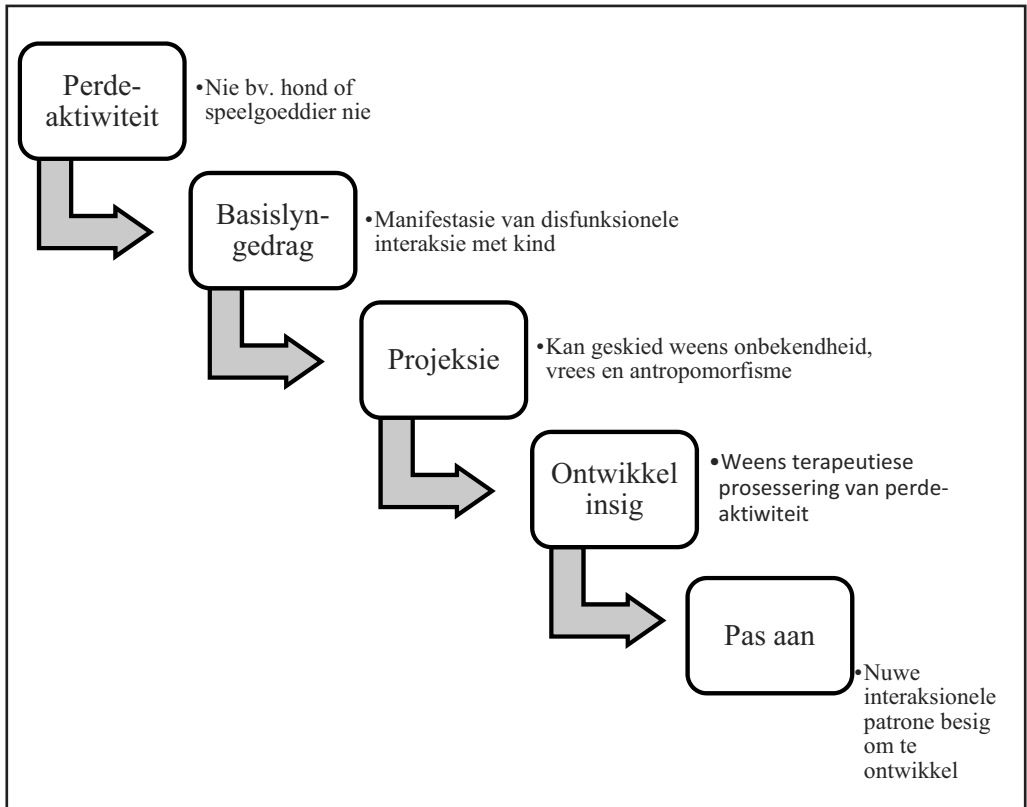 Perde-
aktiwiteit
•Nie bv. hond of
speelgoeddier nie
Basislyn-
gedrag
•Manifestasie van disfunksionele
interaksie met kind
Projeksie
•Kan geskied weens onbekendheid,
vrees en antropomorfisme
Ontwikkel
insig
•Weens terapeutiese
prosessering van perde-
aktiwiteit
Pas aan
•Nuwe
interaksionele
patrone besig
om te
ontwikkel